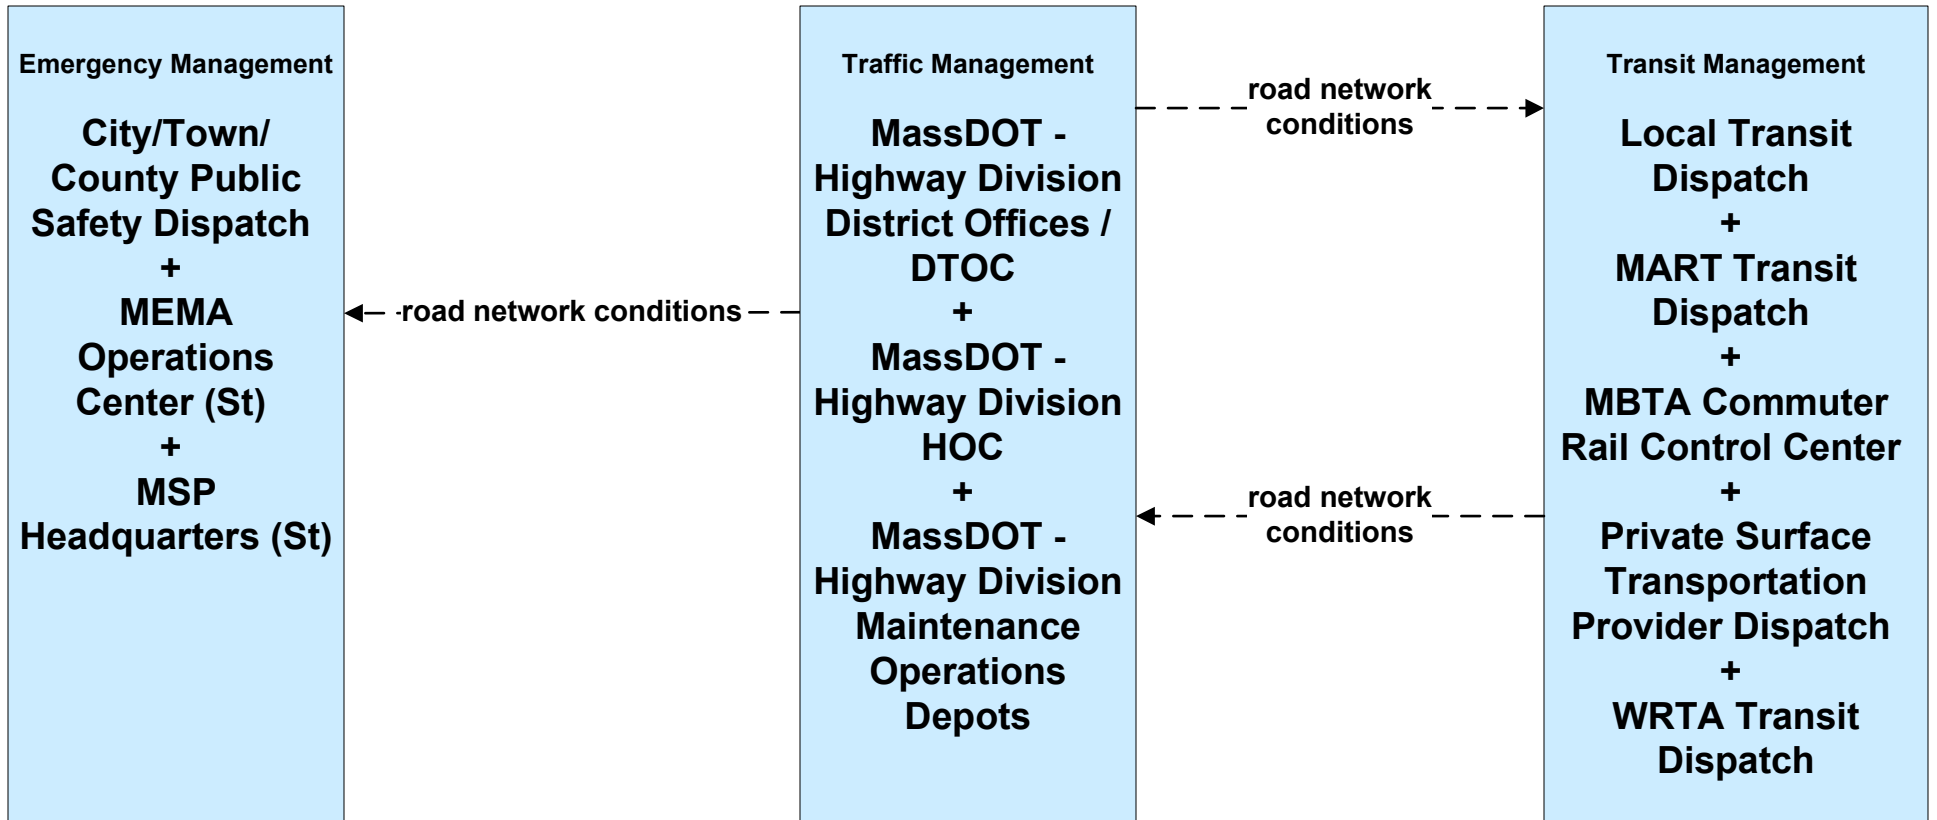 Emergency Management
City/Town/
County Public
Safety Dispatch
+
MEMA
Operations
Center (St)
+
MSP
Headquarters (St)
road network conditions
Traffic Management
MassDOT -
Highway Division
District Offices /
DTOC
+
MassDOT -
Highway Division
HOC
+
MassDOT -
Highway Division
Maintenance
Operations
Depots
road network
conditions
road network
conditions
Transit Management
Local Transit
Dispatch
+
MART Transit
Dispatch
+
MBTA Commuter
Rail Control Center
+
Private Surface
Transportation
Provider Dispatch
+
WRTA Transit
Dispatch